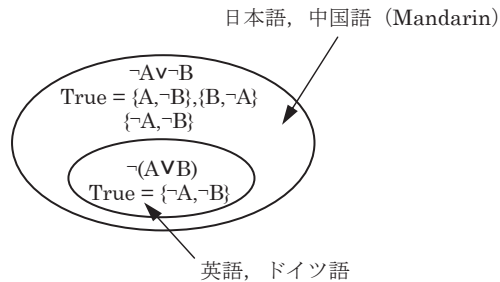 日本語，中国語（Mandarin）
¬A∨¬B
True = {A,¬B},{B,¬A}
{¬A,¬B}
¬(A∨B)
True = {¬A,¬B}
英語，ドイツ語